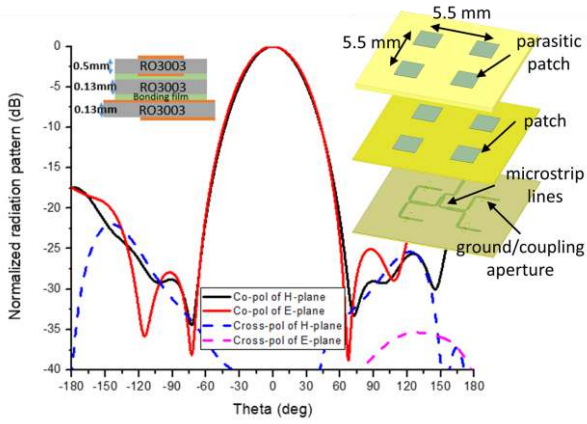 5.5 mm
5.5 mm
parasitic
patch
patch
microstrip
lines
ground/coupling
aperture
0.5mm
RO3003
0.13mm
RO3003
Bonding film
0.13mm
RO3003
Normalized radiation pattern (dB)
0
-5
-10
-15
-20
-25
-30
-35
-40
Co-pol of H-plane
Co-pol of E-plane
Cross-pol of H-plane
Cross-pol of E-plane
-180 -150 -120 -90 -60 -30 0 30 60 90 120 150 180
Theta (deg)